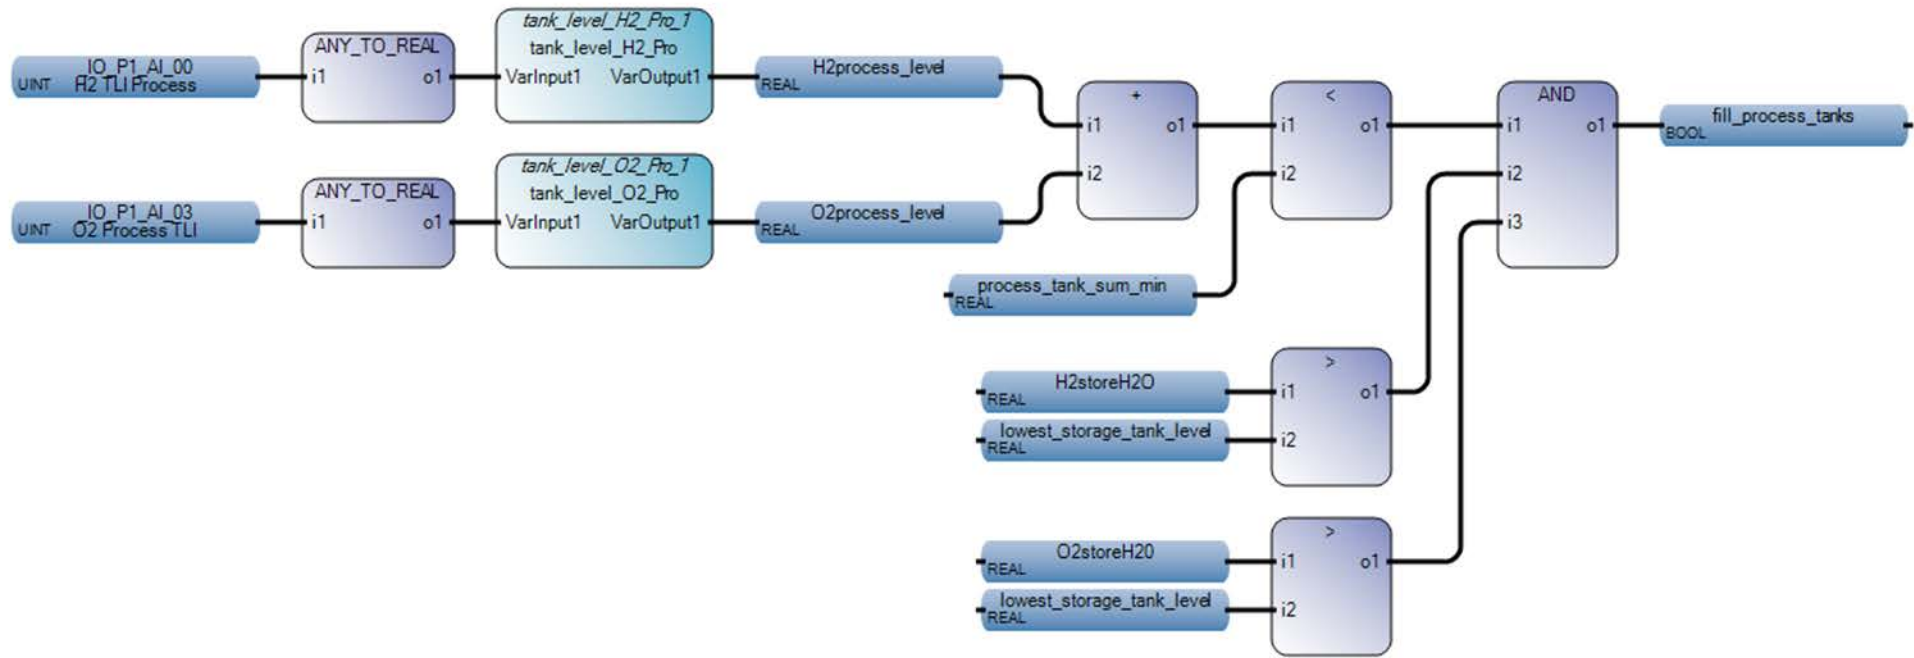 tank_level_H2_Pro_1
ANY_TO_REAL
tank_level_H2_Pro
_IO_P1_AI_00
H2 TLI Process
UINT
i1
o1
VarInput1
VarOutput1
H2process_level
REAL
+
i1
o1
i2
<
i1
o1
i2
AND
i1
o1
i2
i3
fill_process_tanks
BOOL
tank_level_O2_Pro_1
ANY_TO_REAL
tank_level_O2_Pro
_IO_P1_AI_03
O2 Process TLI
UINT
i1
o1
VarInput1
VarOutput1
O2process_level
REAL
process_tank_sum_min
REAL
>
H2storeH2O
REAL
i1
o1
lowest_storage_tank_level
REAL
i2
>
O2storeH20
REAL
i1
o1
lowest_storage_tank_level
REAL
i2